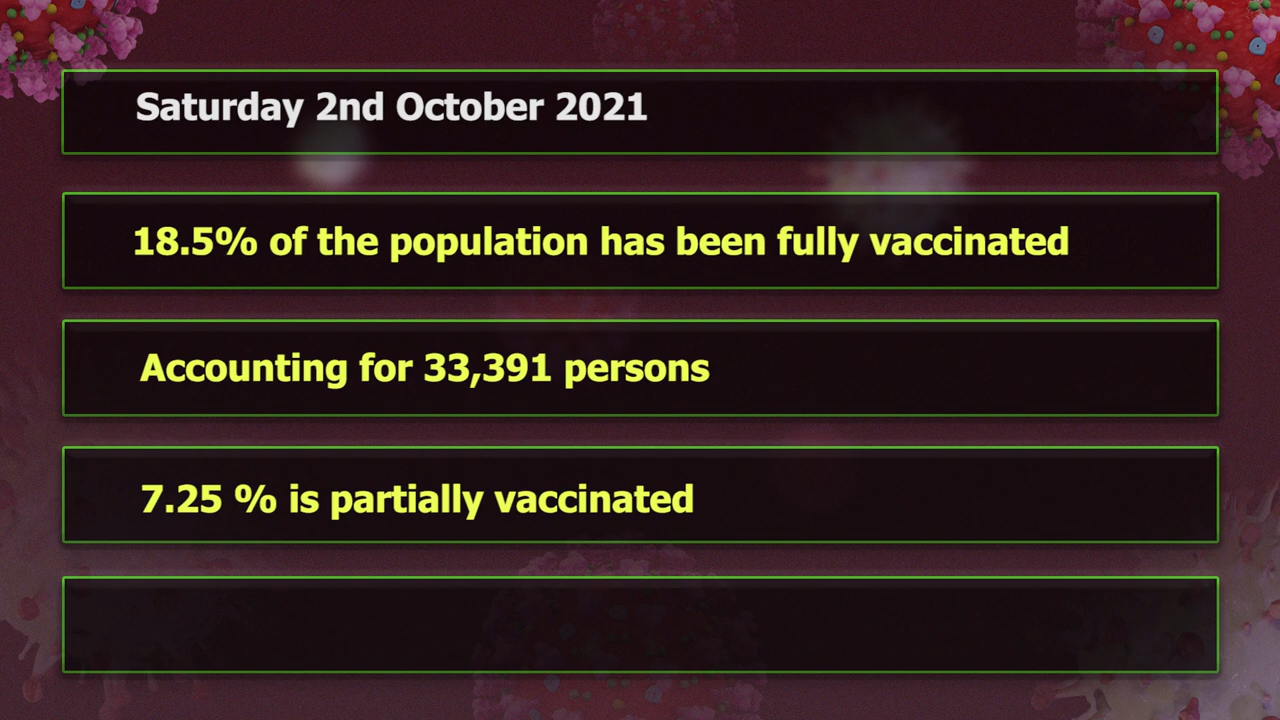 Saturday 2nd October 2021
18.5% of the population has been fully vaccinated
Accounting for 33,391 persons
7.25 % is partially vaccinated